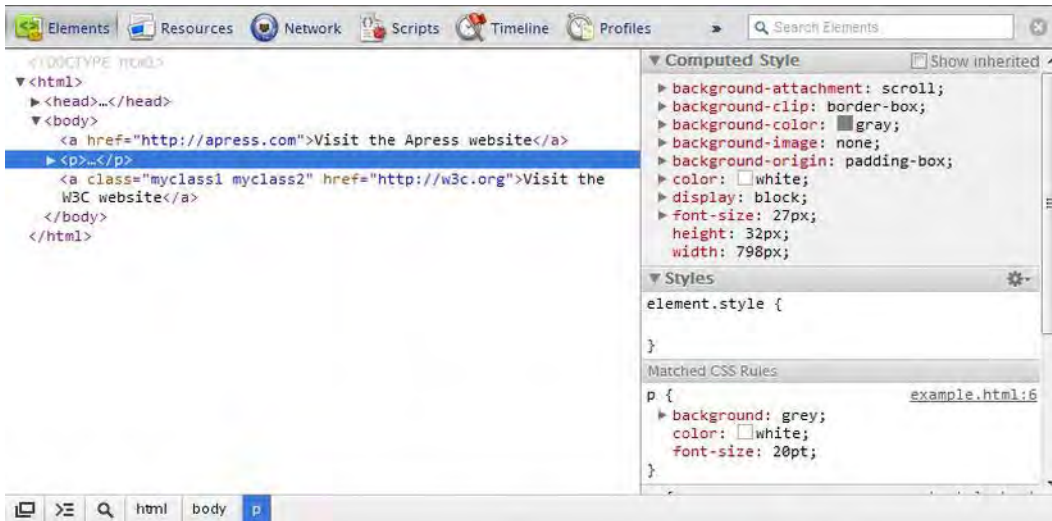 Elements Resources Network Scripts Timeline Profiles » Search Elements
<!DOCTYPE html>
▼<html>
▶<head>…</head>
▼<body>
<a href="http://apress.com">Visit the Apress website</a>
▶<p>…</p>
<a class="myclass1 myclass2" href="http://w3c.org">Visit the
W3C website</a>
</body>
</html>
▼Computed Style Show inherited
▶background-attachment: scroll;
▶background-clip: border-box;
▶background-color: gray;
▶background-image: none;
▶background-origin: padding-box;
▶color: white;
▶display: block;
▶font-size: 27px;
height: 32px;
width: 798px;
▼Styles
element.style {
}
Matched CSS Rules
p { example.html:6
▶background: grey;
color: white;
font-size: 20pt;
}
html body p